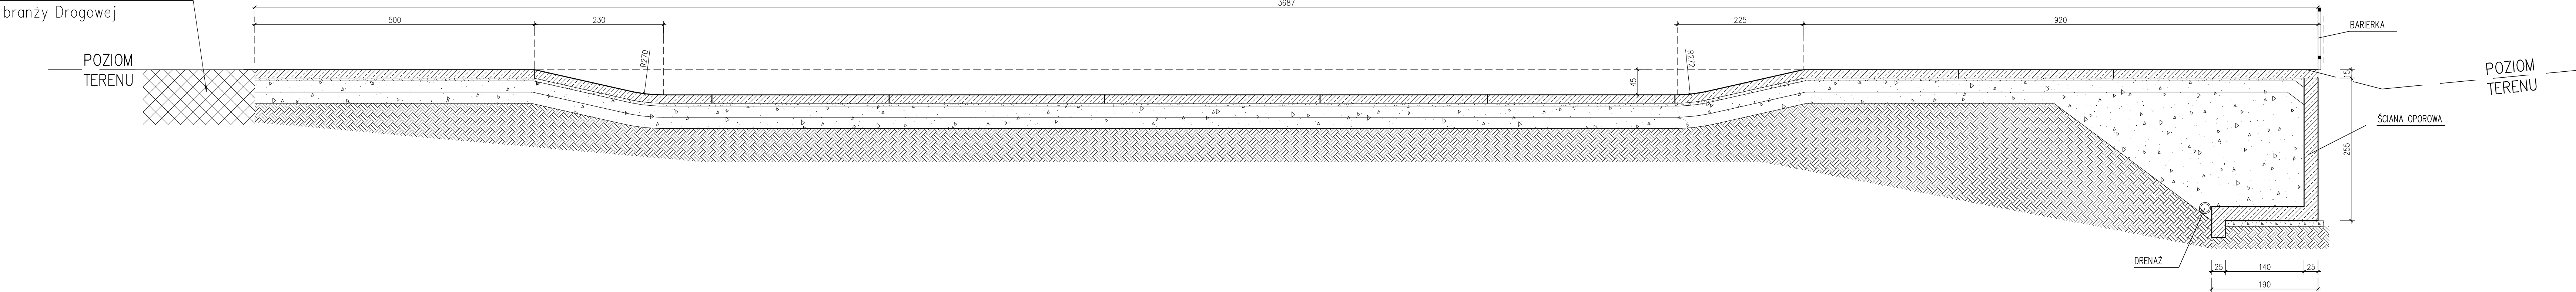 3687
branży Drogowej
500
230
225
920
BARIERKA
POZIOM
TERENU
R270
R272
45
15
POZIOM
TERENU
ŚCIANA OPOROWA
255
DRENAŻ
25
140
25
190